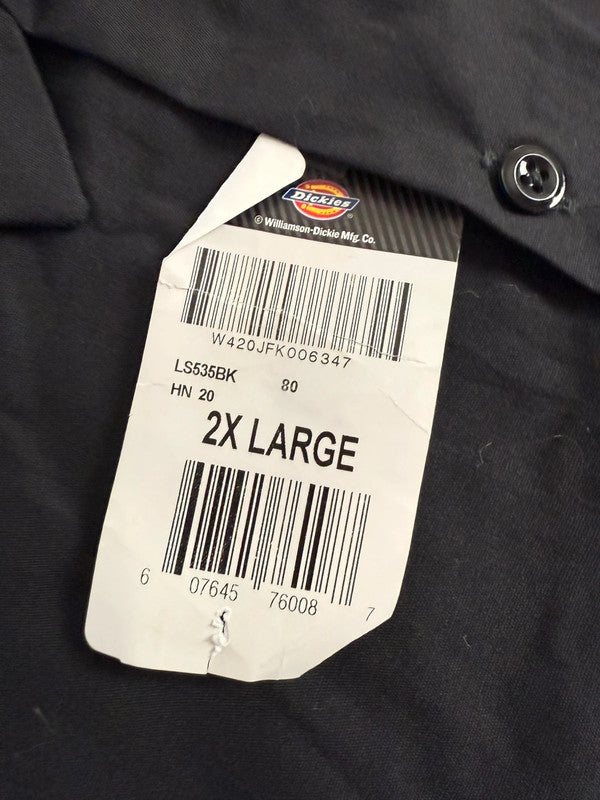 Dickies
© Williamson-Dickie Mfg. Co.
W420JFK006347
LS535BK 80
HN 20
2X LARGE
6 07645 76008 7